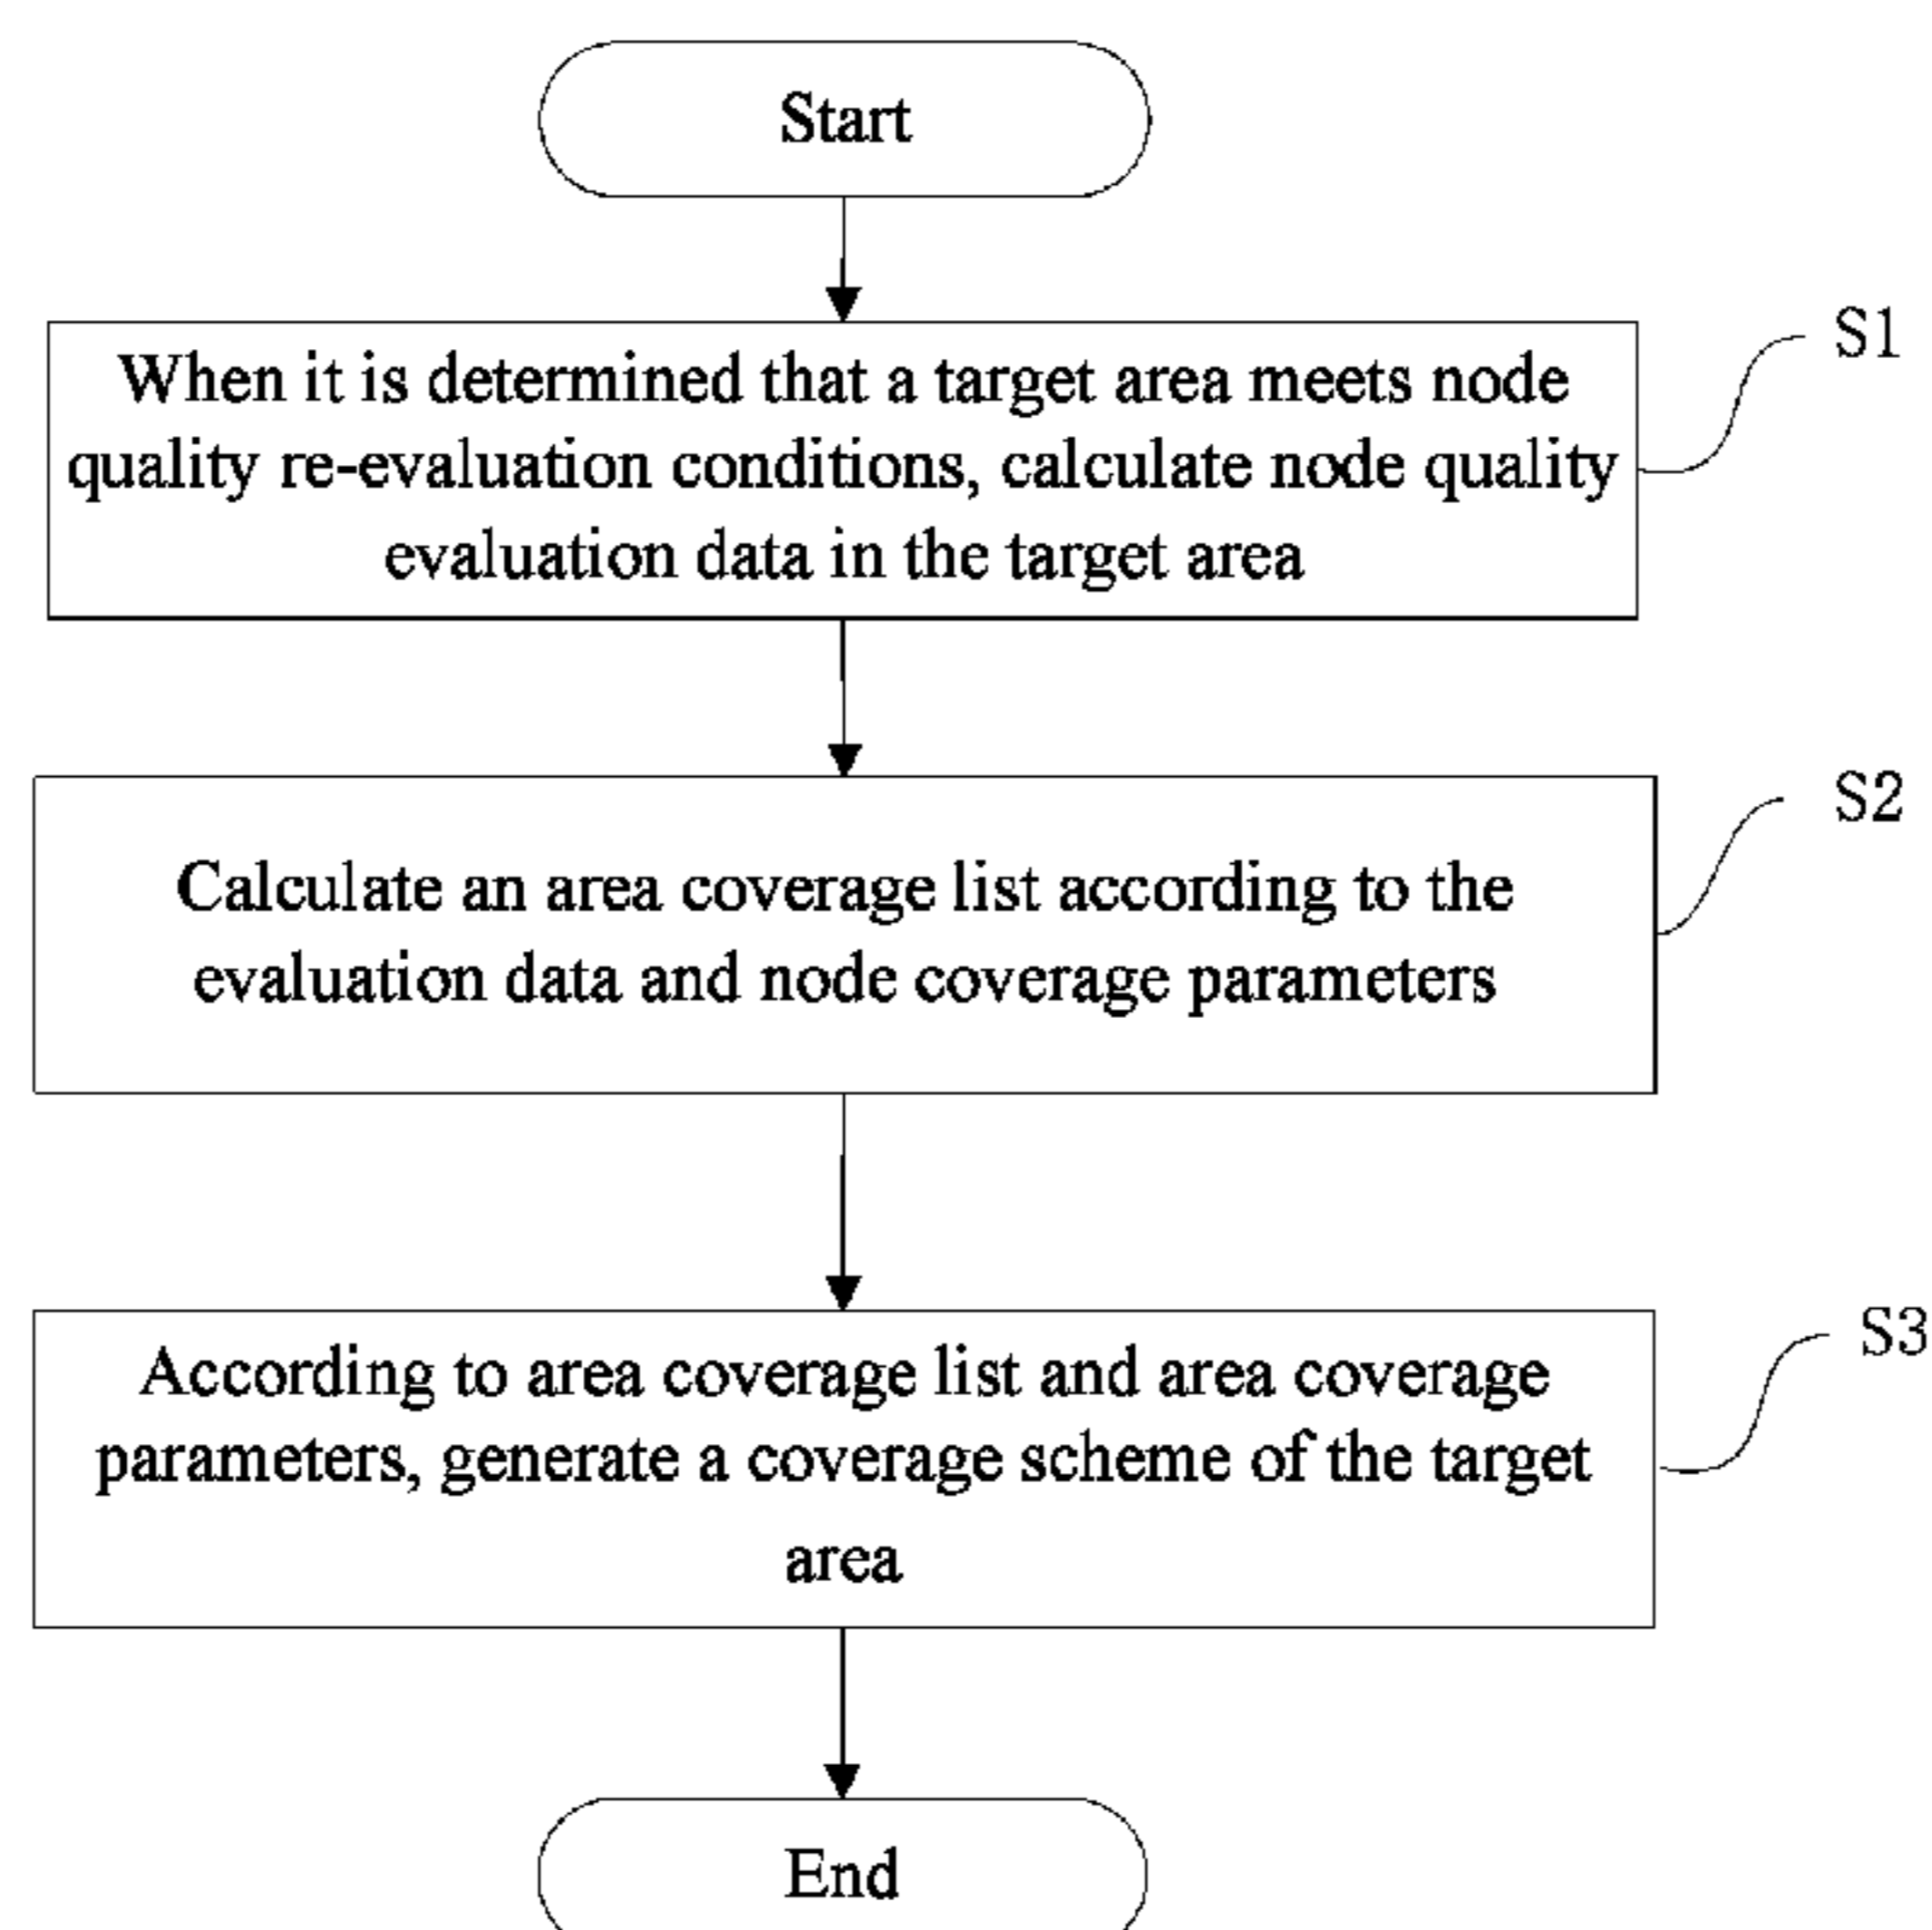 Start
When it is determined that a target area meets node
quality re-evaluation conditions, calculate node quality
evaluation data in the target area
S1
Calculate an area coverage list according to the
evaluation data and node coverage parameters
S2
According to area coverage list and area coverage
parameters, generate a coverage scheme of the target
area
S3
End